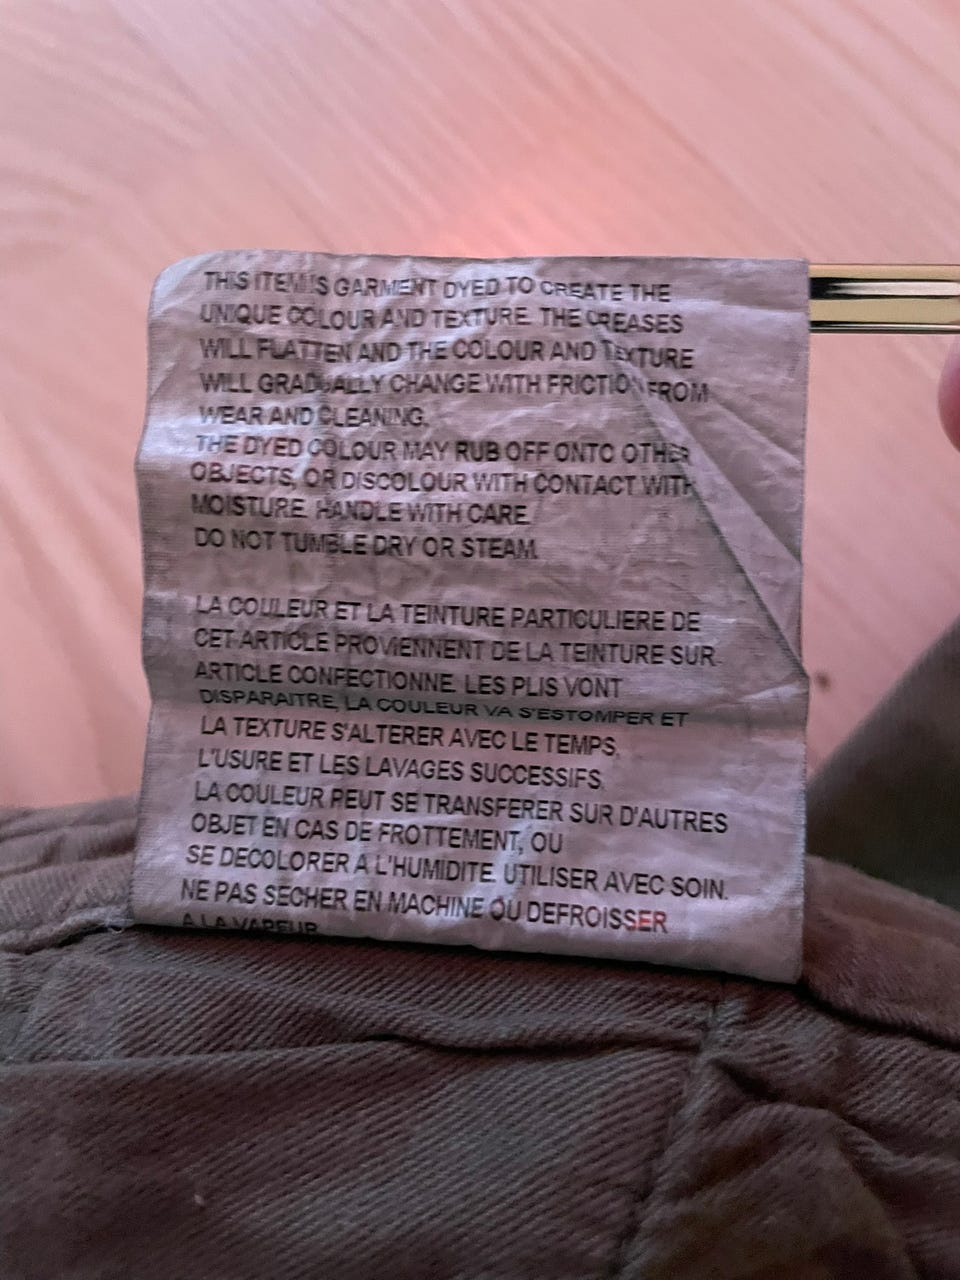 THIS ITEM IS GARMENT DYED TO CREATE THE
UNIQUE COLOUR AND TEXTURE. THE CREASES
WILL FLATTEN AND THE COLOUR AND TEXTURE
WILL GRADUALLY CHANGE WITH FRICTION FROM
WEAR AND CLEANING.
THE DYED COLOUR MAY RUB OFF ONTO OTHER
OBJECTS, OR DISCOLOUR WITH CONTACT WITH
MOISTURE. HANDLE WITH CARE.
DO NOT TUMBLE DRY OR STEAM.
LA COULEUR ET LA TEINTURE PARTICULIERE DE
CET ARTICLE PROVIENNENT DE LA TEINTURE SUR
ARTICLE CONFECTIONNE. LES PLIS VONT
DISPARAITRE, LA COULEUR VA S'ESTOMPER ET
LA TEXTURE S'ALTERER AVEC LE TEMPS,
L'USURE ET LES LAVAGES SUCCESSIFS.
LA COULEUR PEUT SE TRANSFERER SUR D'AUTRES
OBJET EN CAS DE FROTTEMENT, OU
SE DECOLORER A L'HUMIDITE. UTILISER AVEC SOIN.
NE PAS SECHER EN MACHINE OU DEFROISSER
A LA VAPEUR